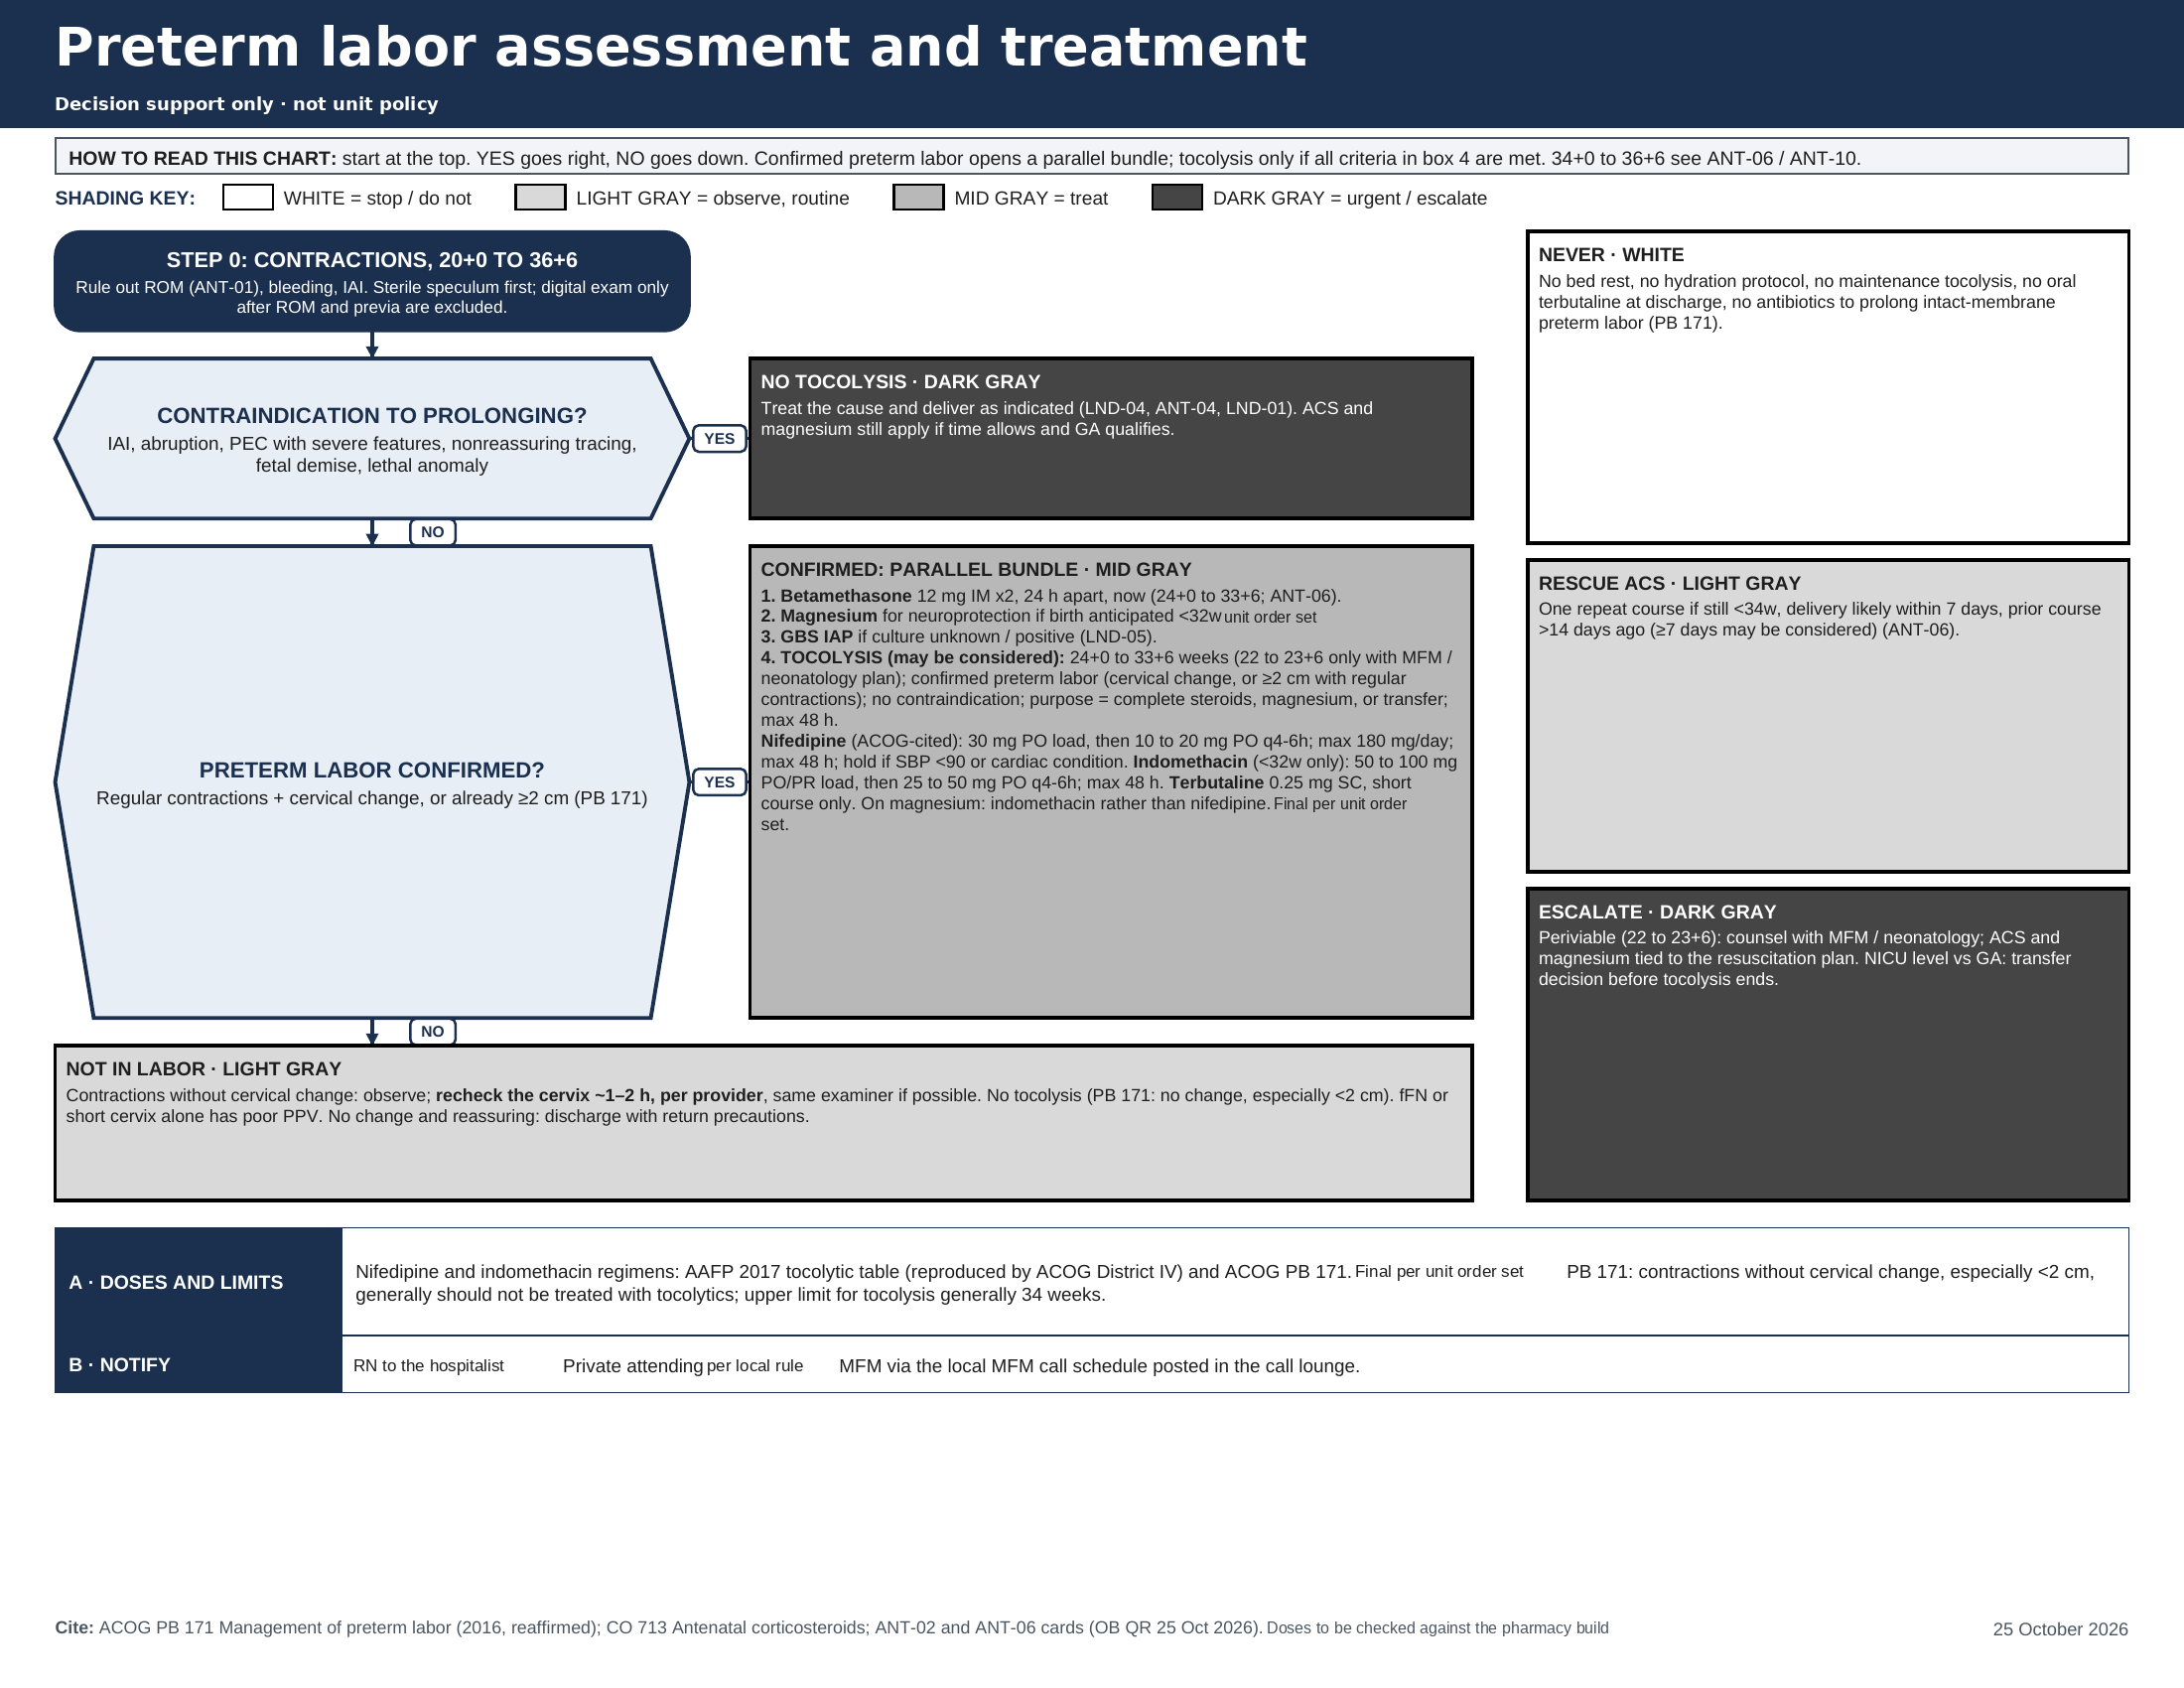 Preterm labor assessment and treatment
Decision support only · not unit policy
HOW TO READ THIS CHART: start at the top. YES goes right, NO goes down. Confirmed preterm labor opens a parallel bundle; tocolysis only if all criteria in box 4 are met. 34+0 to 36+6 see ANT-06 / ANT-10.
SHADING KEY: WHITE = stop / do not LIGHT GRAY = observe, routine MID GRAY = treat DARK GRAY = urgent / escalate
STEP 0: CONTRACTIONS, 20+0 TO 36+6
Rule out ROM (ANT-01), bleeding, IAI. Sterile speculum first; digital exam only
after ROM and previa are excluded.
CONTRAINDICATION TO PROLONGING?
IAI, abruption, PEC with severe features, nonreassuring tracing,
fetal demise, lethal anomaly
YES
NO TOCOLYSIS · DARK GRAY
Treat the cause and deliver as indicated (LND-04, ANT-04, LND-01). ACS and
magnesium still apply if time allows and GA qualifies.
NO
PRETERM LABOR CONFIRMED?
Regular contractions + cervical change, or already ≥2 cm (PB 171)
YES
CONFIRMED: PARALLEL BUNDLE · MID GRAY
1. Betamethasone 12 mg IM x2, 24 h apart, now (24+0 to 33+6; ANT-06).
2. Magnesium for neuroprotection if birth anticipated <32w unit order set
3. GBS IAP if culture unknown / positive (LND-05).
4. TOCOLYSIS (may be considered): 24+0 to 33+6 weeks (22 to 23+6 only with MFM /
neonatology plan); confirmed preterm labor (cervical change, or ≥2 cm with regular
contractions); no contraindication; purpose = complete steroids, magnesium, or transfer;
max 48 h.
Nifedipine (ACOG-cited): 30 mg PO load, then 10 to 20 mg PO q4-6h; max 180 mg/day;
max 48 h; hold if SBP <90 or cardiac condition. Indomethacin (<32w only): 50 to 100 mg
PO/PR load, then 25 to 50 mg PO q4-6h; max 48 h. Terbutaline 0.25 mg SC, short
course only. On magnesium: indomethacin rather than nifedipine. Final per unit order
set.
NO
NOT IN LABOR · LIGHT GRAY
Contractions without cervical change: observe; recheck the cervix ~1–2 h, per provider, same examiner if possible. No tocolysis (PB 171: no change, especially <2 cm). fFN or
short cervix alone has poor PPV. No change and reassuring: discharge with return precautions.
NEVER · WHITE
No bed rest, no hydration protocol, no maintenance tocolysis, no oral
terbutaline at discharge, no antibiotics to prolong intact-membrane
preterm labor (PB 171).
RESCUE ACS · LIGHT GRAY
One repeat course if still <34w, delivery likely within 7 days, prior course
>14 days ago (≥7 days may be considered) (ANT-06).
ESCALATE · DARK GRAY
Periviable (22 to 23+6): counsel with MFM / neonatology; ACS and
magnesium tied to the resuscitation plan. NICU level vs GA: transfer
decision before tocolysis ends.
A · DOSES AND LIMITS
Nifedipine and indomethacin regimens: AAFP 2017 tocolytic table (reproduced by ACOG District IV) and ACOG PB 171. Final per unit order set PB 171: contractions without cervical change, especially <2 cm,
generally should not be treated with tocolytics; upper limit for tocolysis generally 34 weeks.
B · NOTIFY
RN to the hospitalist Private attending per local rule MFM via the local MFM call schedule posted in the call lounge.
Cite: ACOG PB 171 Management of preterm labor (2016, reaffirmed); CO 713 Antenatal corticosteroids; ANT-02 and ANT-06 cards (OB QR 25 Oct 2026). Doses to be checked against the pharmacy build
25 October 2026